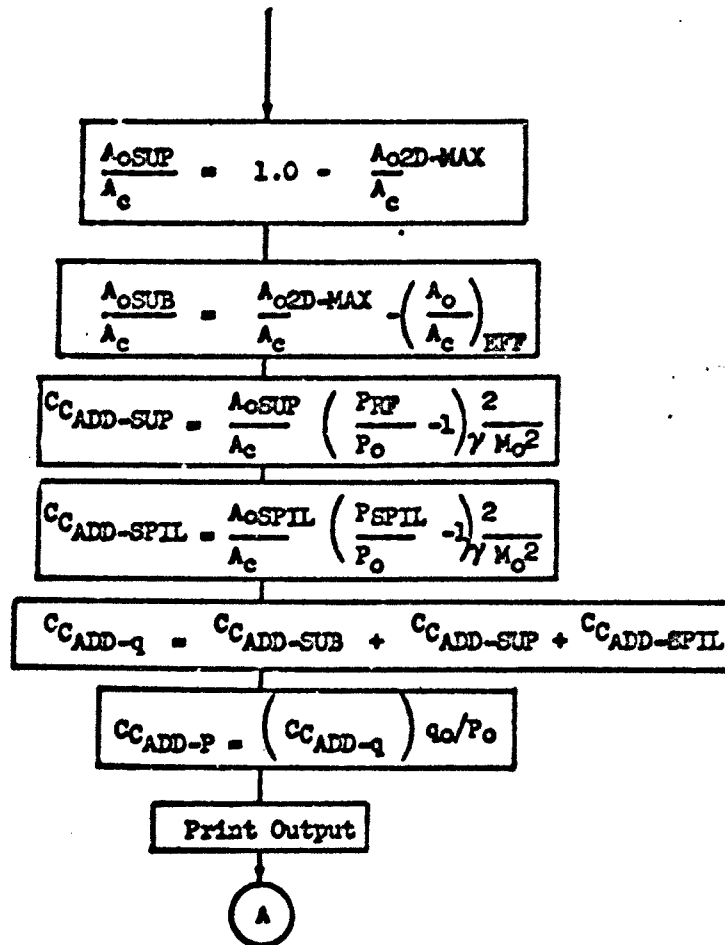 A_oSUP/A_c = 1.0 - A_o2D-MAX/A_c
A_oSUB/A_c = A_o2D-MAX/A_c - (A_o/A_c)_EFF
C_C_ADD-SUP = A_oSUP/A_c (P_RF/P_o -1) 2/γM_o²
C_C_ADD-SPIL = A_oSPIL/A_c (P_SPIL/P_o -1) 2/γM_o²
C_C_ADD-q = C_C_ADD-SUB + C_C_ADD-SUP + C_C_ADD-SPIL
C_C_ADD-P = (C_C_ADD-q) q_o/P_o
Print Output
A